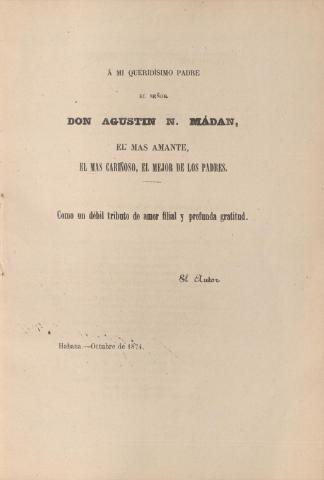 Á MI QUERIDÍSIMO PADRE
EL SEÑOR
DON AGUSTIN N. MÁDAN,
EL MAS AMANTE,
EL MAS CARIÑOSO, EL MEJOR DE LOS PADRES.
Como un débil tributo de amor filial y profunda gratitud.
El Autor
Habana.—Octubre de 1874.